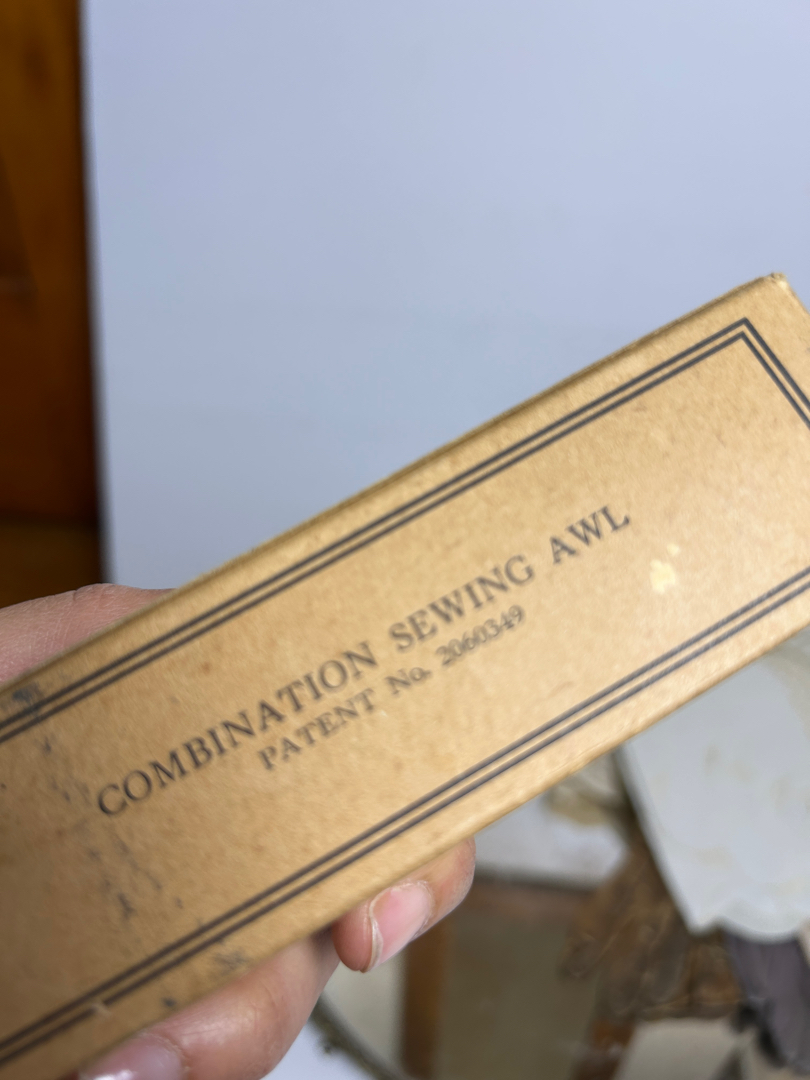 COMBINATION SEWING AWL
PATENT No. 2060349